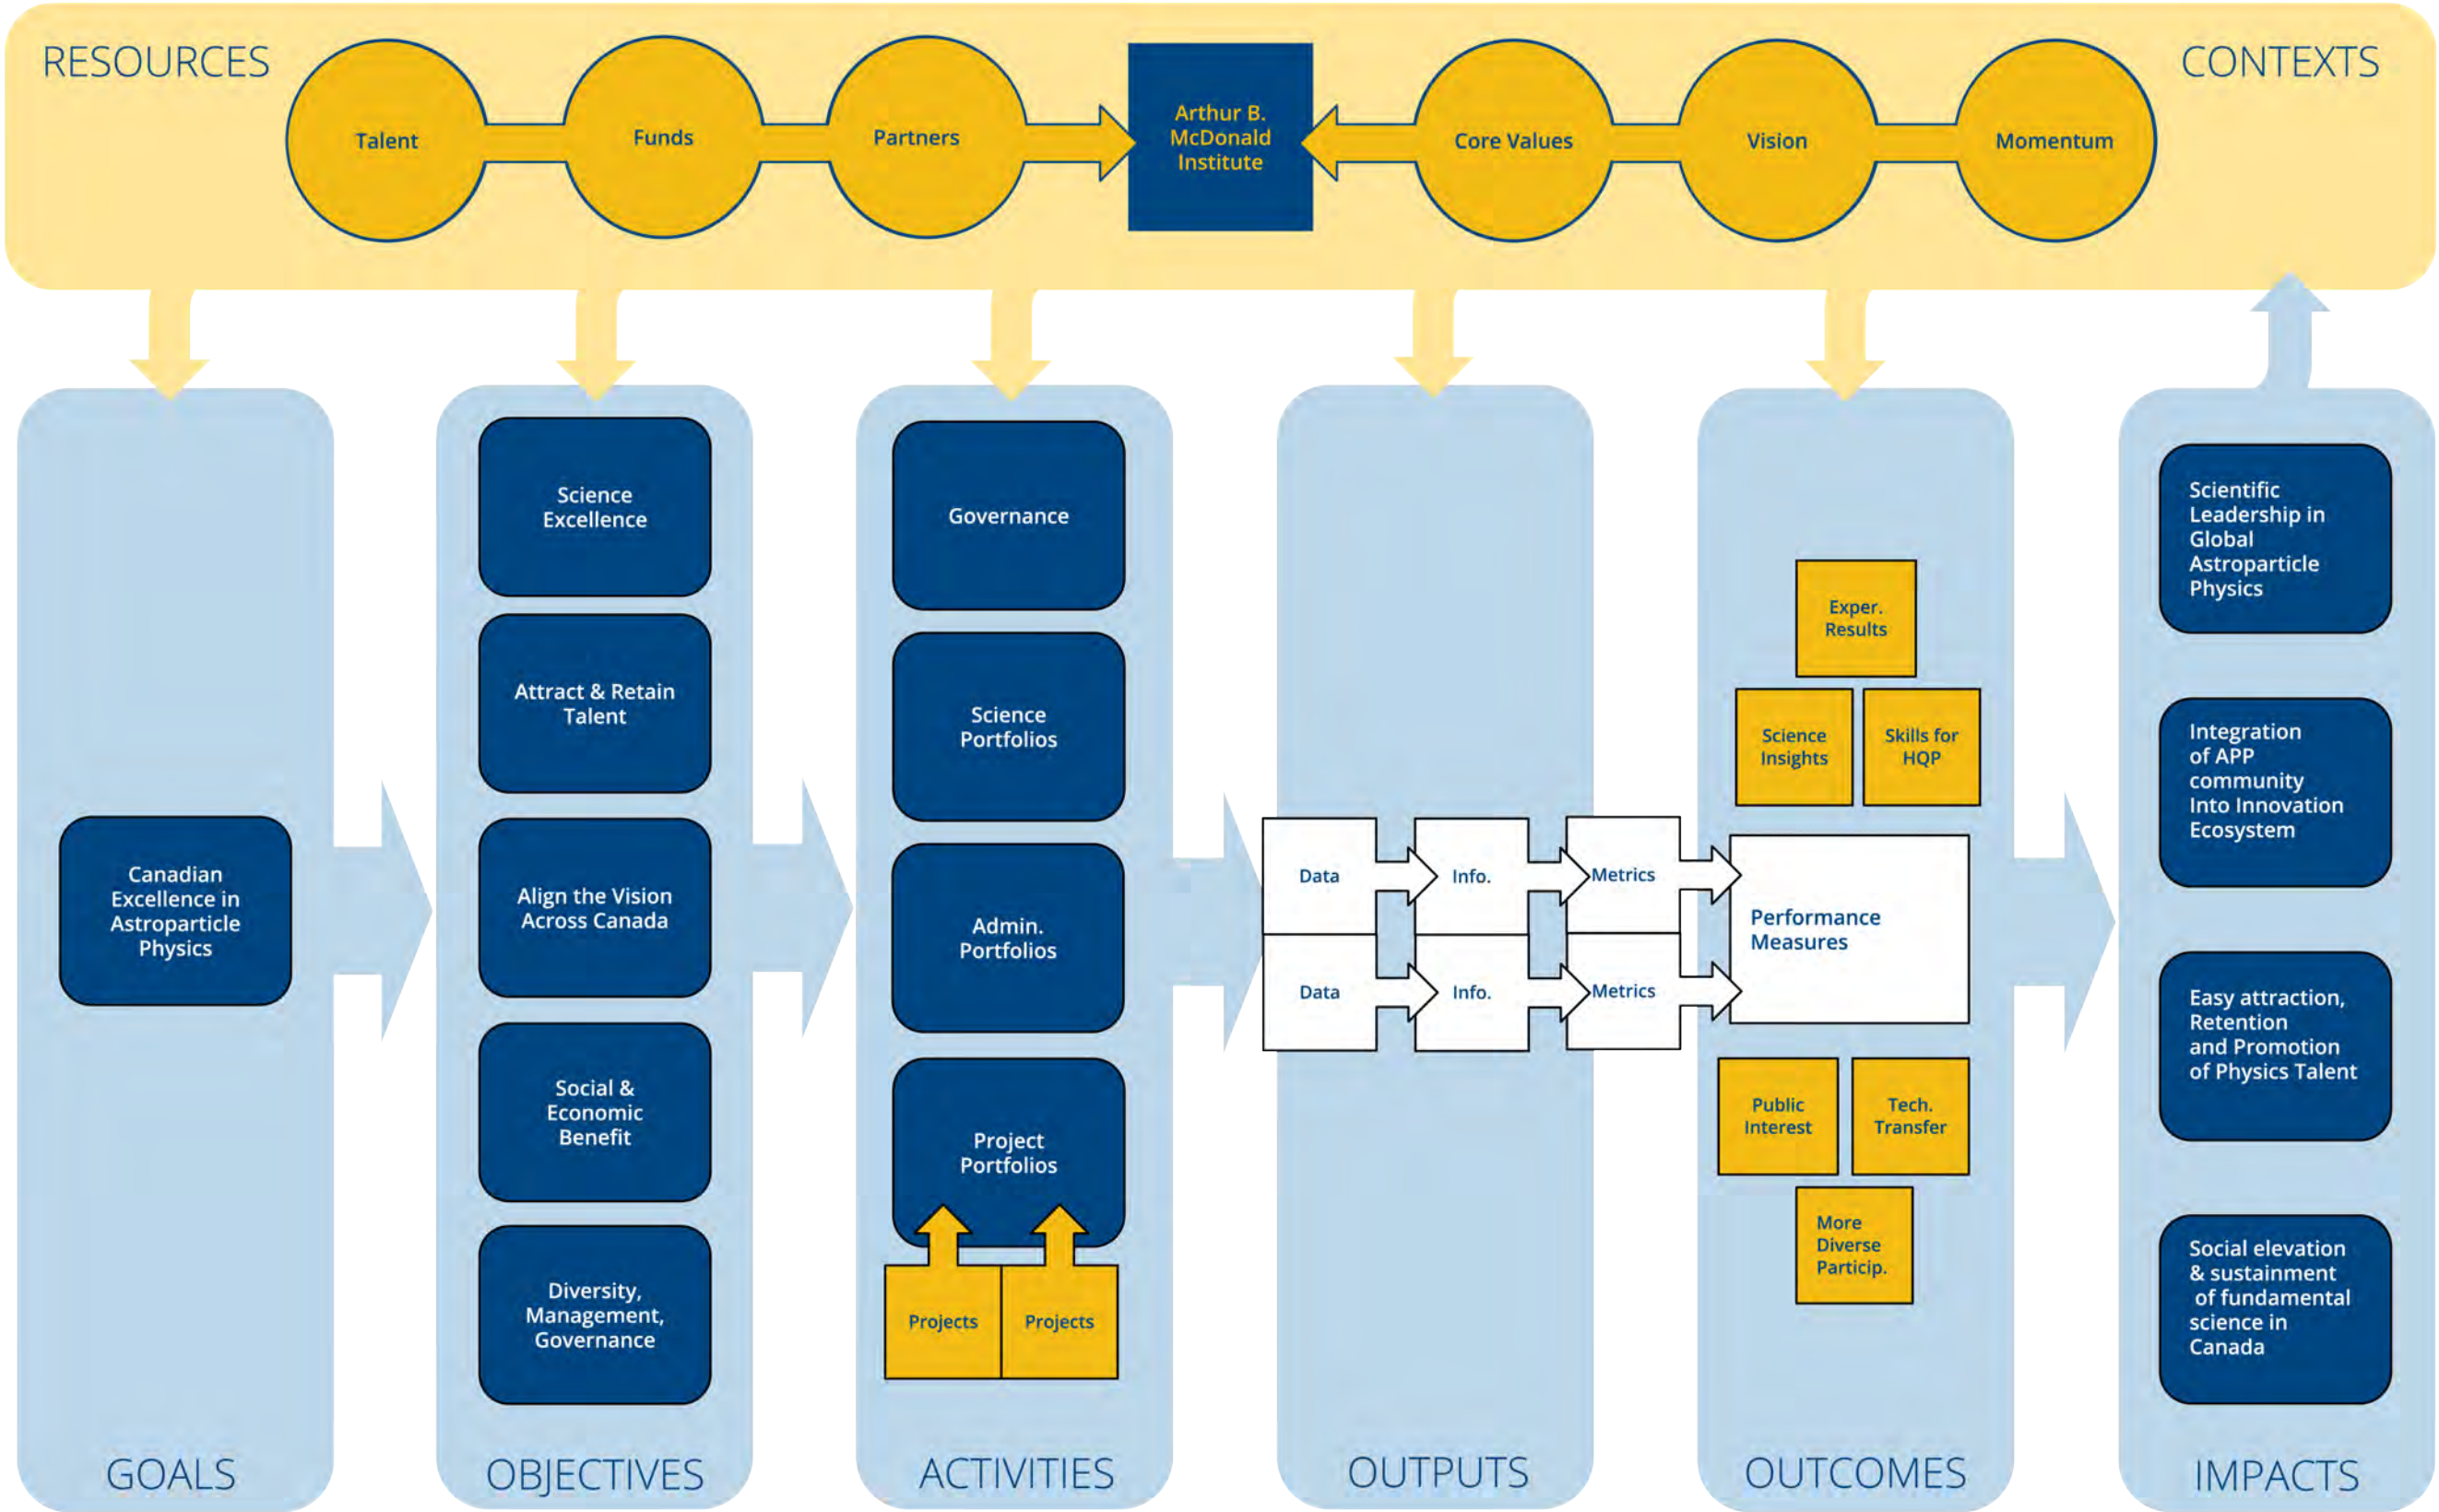 RESOURCES
CONTEXTS
Talent
Funds
Partners
Arthur B.
McDonald
Institute
Core Values
Vision
Momentum
Canadian
Excellence in
Astroparticle
Physics
GOALS
Science
Excellence
Attract & Retain
Talent
Align the Vision
Across Canada
Social &
Economic
Benefit
Diversity,
Management,
Governance
OBJECTIVES
Governance
Science
Portfolios
Admin.
Portfolios
Project
Portfolios
Projects
Projects
ACTIVITIES
Data
Info.
Metrics
Data
Info.
Metrics
OUTPUTS
Exper.
Results
Science
Insights
Skills for
HQP
Performance
Measures
Public
Interest
Tech.
Transfer
More
Diverse
Particip.
OUTCOMES
Scientific
Leadership in
Global
Astroparticle
Physics
Integration
of APP
community
Into Innovation
Ecosystem
Easy attraction,
Retention
and Promotion
of Physics Talent
Social elevation
& sustainment
of fundamental
science in
Canada
IMPACTS